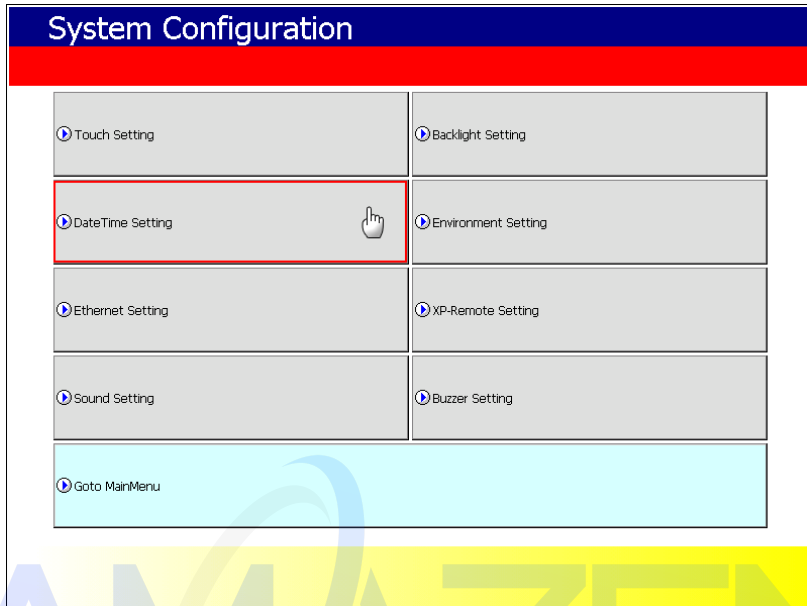 System Configuration
Touch Setting
Backlight Setting
DateTime Setting
Environment Setting
Ethernet Setting
XP-Remote Setting
Sound Setting
Buzzer Setting
Goto MainMenu